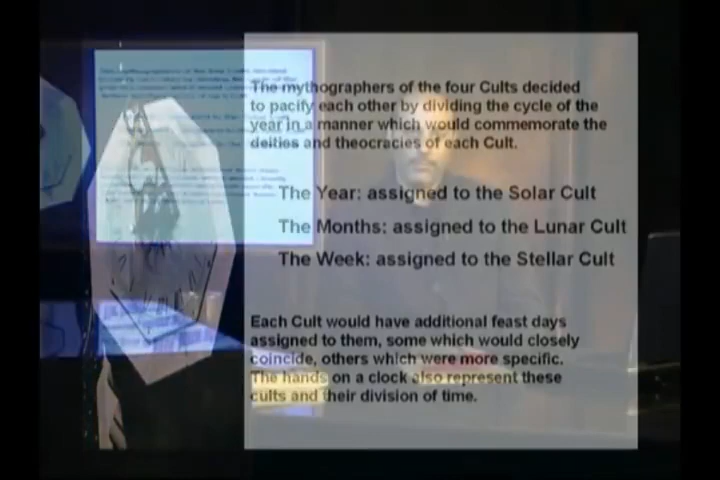 The mythographers of the four Cults decided
to pacify each other by dividing the cycle of the
year in a manner which would commemorate the
deities and theocracies of each Cult.
The Year: assigned to the Solar Cult
The Months: assigned to the Lunar Cult
The Week: assigned to the Stellar Cult
Each Cult would have additional feast days
assigned to them, some which would closely
coincide, others which were more specific.
The hands on a clock also represent these
cults and their division of time.